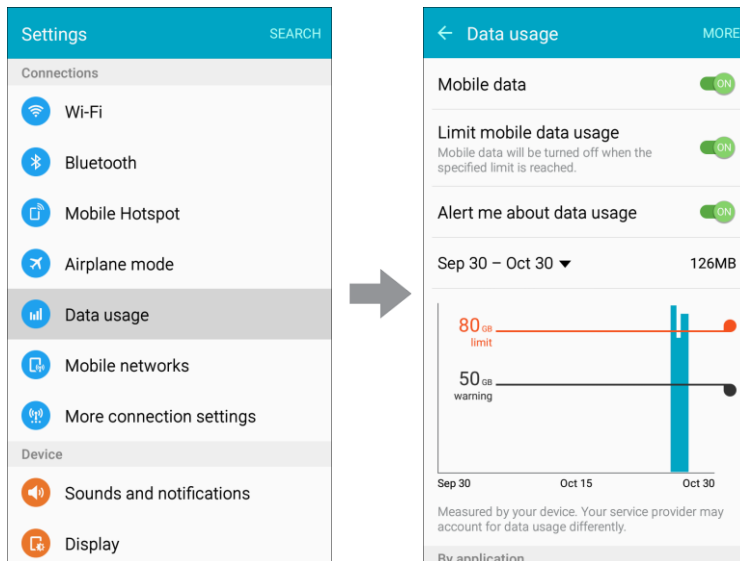 Settings SEARCH
Connections
Wi-Fi
Bluetooth
Mobile Hotspot
Airplane mode
Data usage
Mobile networks
More connection settings
Device
Sounds and notifications
Display
Data usage MORE
Mobile data ON
Limit mobile data usage
Mobile data will be turned off when the
specified limit is reached.
ON
Alert me about data usage ON
Sep 30 – Oct 30 126MB
80 GB
limit
50 GB
warning
Sep 30 Oct 15 Oct 30
Measured by your device. Your service provider may
account for data usage differently.
By application